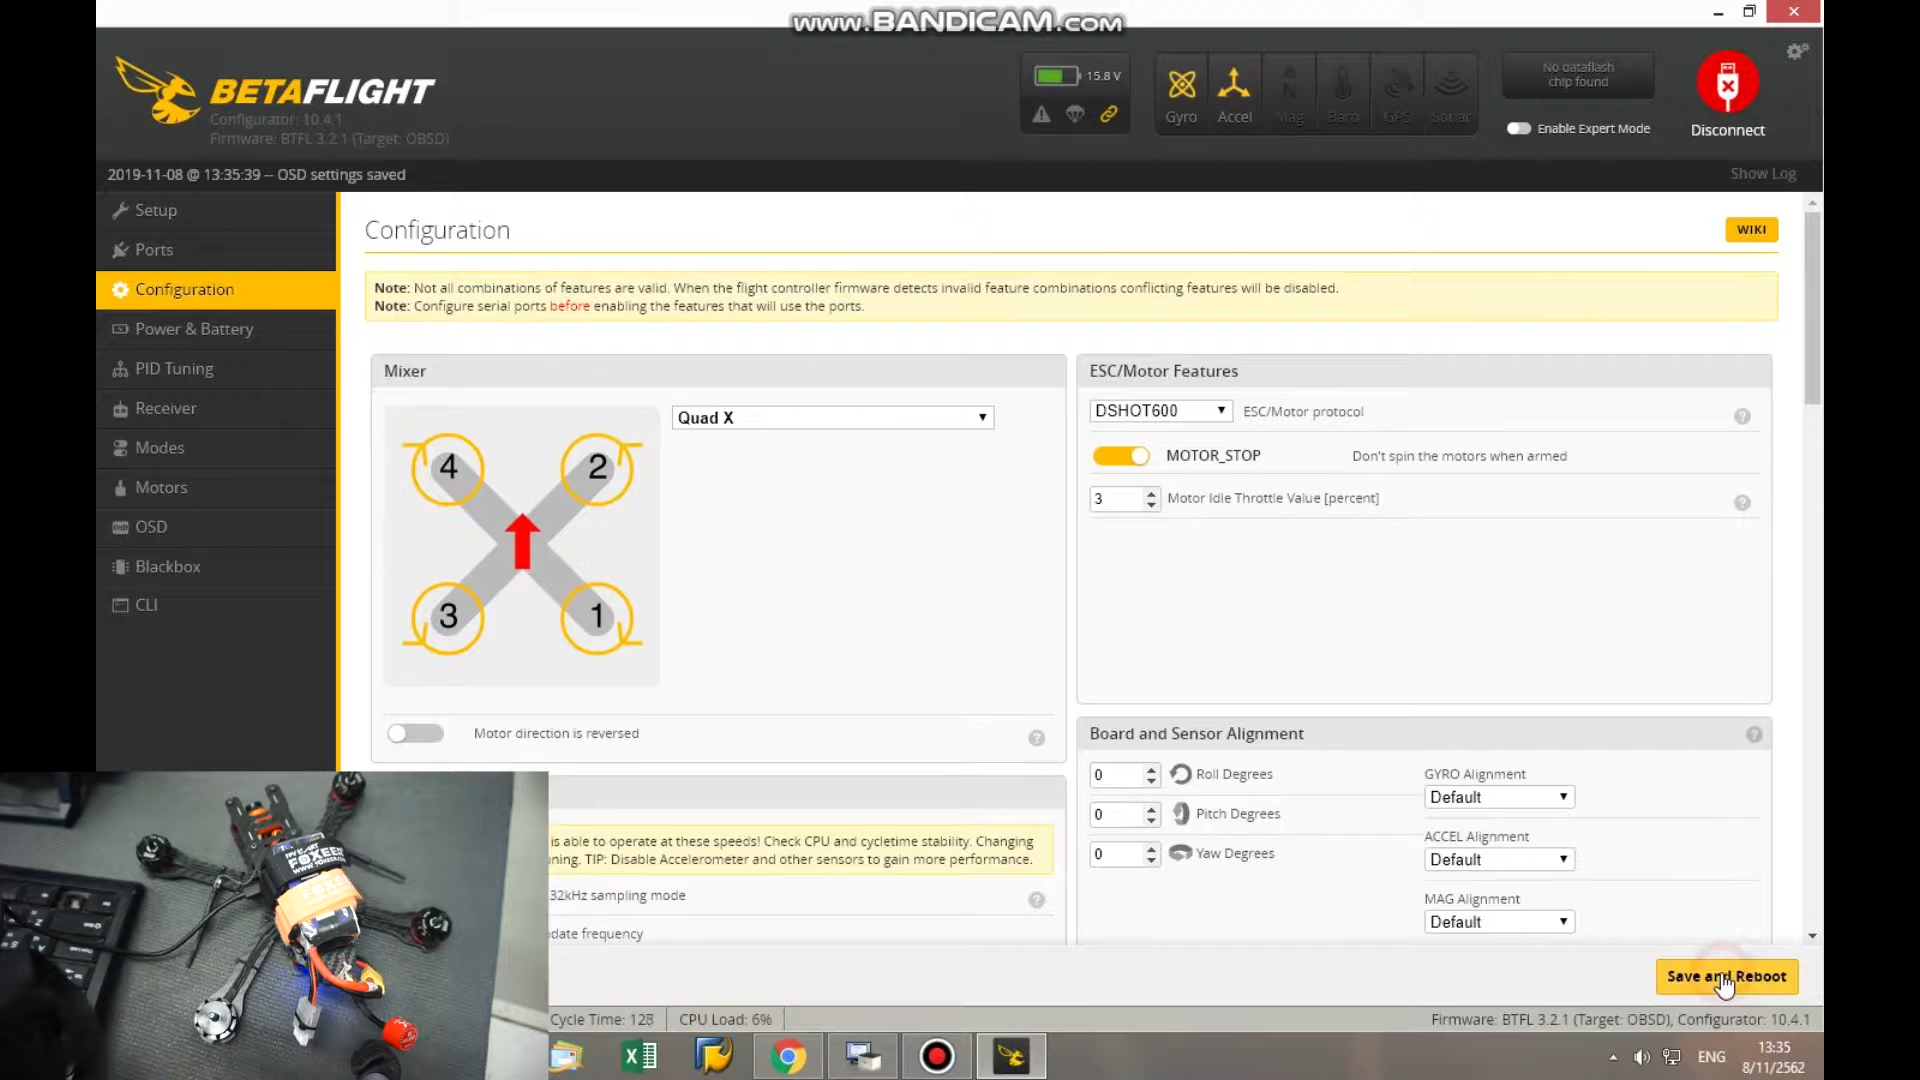 www.BANDICAM.com
BETAFLIGHT
Configurator: 10.4.1
Firmware: BTFL 3.2.1 (Target: OBSD)
15.8 V
Gyro
Accel
Mag
Baro
GPS
Sonar
No dataflash
chip found
Enable Expert Mode
Disconnect
2019-11-08 @ 13:35:39 -- OSD settings saved
Show Log
Setup
Ports
Configuration
Power & Battery
PID Tuning
Receiver
Modes
Motors
OSD
Blackbox
CLI
Configuration
WIKI
Note: Not all combinations of features are valid. When the flight controller firmware detects invalid feature combinations conflicting features will be disabled.
Note: Configure serial ports before enabling the features that will use the ports.
Mixer
Quad X
4
2
3
1
Motor direction is reversed
ESC/Motor Features
DSHOT600
ESC/Motor protocol
MOTOR_STOP
Don't spin the motors when armed
3
Motor Idle Throttle Value [percent]
Board and Sensor Alignment
0
Roll Degrees
0
Pitch Degrees
0
Yaw Degrees
GYRO Alignment
Default
ACCEL Alignment
Default
MAG Alignment
Default
is able to operate at these speeds! Check CPU and cycletime stability. Changing
TIP: Disable Accelerometer and other sensors to gain more performance.
32kHz sampling mode
frequency
FOXEER
Save and Reboot
Cycle Time: 128
CPU Load: 6%
Firmware: BTFL 3.2.1 (Target: OBSD), Configurator: 10.4.1
ENG
13:35
8/11/2562